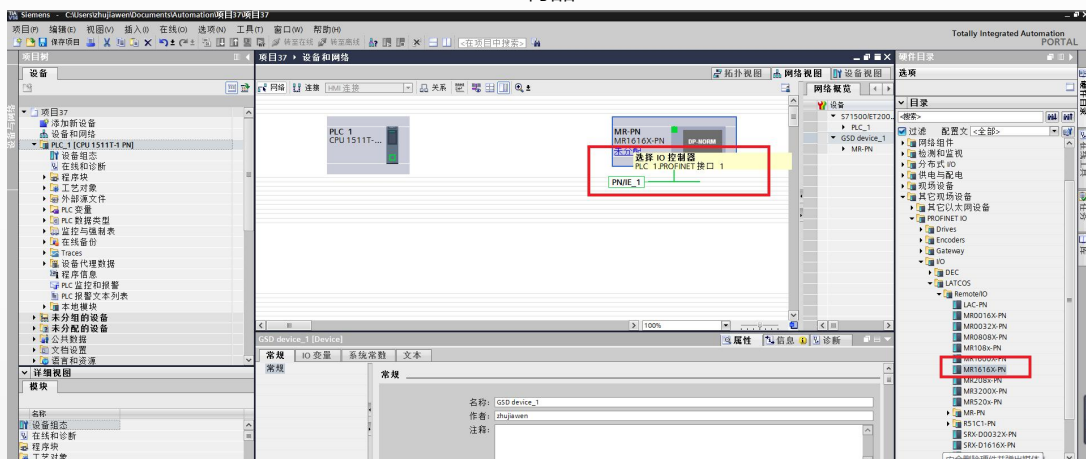 Siemens - C:\Users\zhujiawen\Documents\Automation\项目37\项目37
项目(P) 编辑(E) 视图(V) 插入(I) 在线(O) 选项(N) 工具(T) 窗口(W) 帮助(H)
Totally Integrated Automation
PORTAL
保存项目 转至在线 转至离线 <在项目中搜索>
项目树
设备
项目37
添加新设备
设备和网络
PLC_1 [CPU 1511T-1 PN]
设备组态
在线和诊断
程序块
工艺对象
外部源文件
PLC 变量
PLC 数据类型
监控与强制表
在线备份
Traces
设备代理数据
程序信息
PLC 监控和报警
PLC 报警文本列表
本地模块
未分组的设备
未分配的设备
公共数据
文档设置
语言和资源
详细视图
模块
名称
设备组态
在线和诊断
程序块
工艺对象
项目37 › 设备和网络
拓扑视图 网络视图 设备视图
网络 连接 HMI 连接 关系
PLC_1
CPU 1511T-...
MR-PN
MR1616X-PN
DP-NORM
未分配
选择 IO 控制器
PLC_1.PROFINET接口_1
PN/IE_1
100%
网络概览
设备
S71500/ET200...
PLC_1
GSD device_1
MR-PN
GSD device_1 [Device]
属性 信息 诊断
常规 IO 变量 系统常数 文本
常规
常规
名称: GSD device_1
作者: zhujiawen
注释:
硬件目录
选项
目录
<搜索>
过滤 配置文 <全部>
网络组件
检测和监视
分布式 I/O
供电与配电
现场设备
其它现场设备
其它以太网设备
PROFINET IO
Drives
Encoders
Gateway
I/O
DEC
LATCOS
RemoteIO
LAC-PN
MR0016X-PN
MR0032X-PN
MR0808X-PN
MR108x-PN
MR1600X-PN
MR1616X-PN
MR208x-PN
MR3200X-PN
MR520x-PN
MR-PN
R51C1-PN
SRX-D0032X-PN
SRX-D1616X-PN